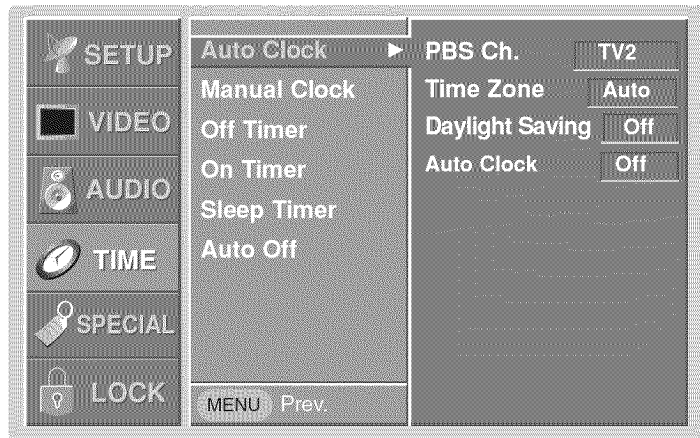 SETUP
VIDEO
AUDIO
TIME
SPECIAL
LOCK
Auto Clock
Manual Clock
Off Timer
On Timer
Sleep Timer
Auto Off
MENU Prev.
PBS Ch. TV2
Time Zone Auto
Daylight Saving Off
Auto Clock Off